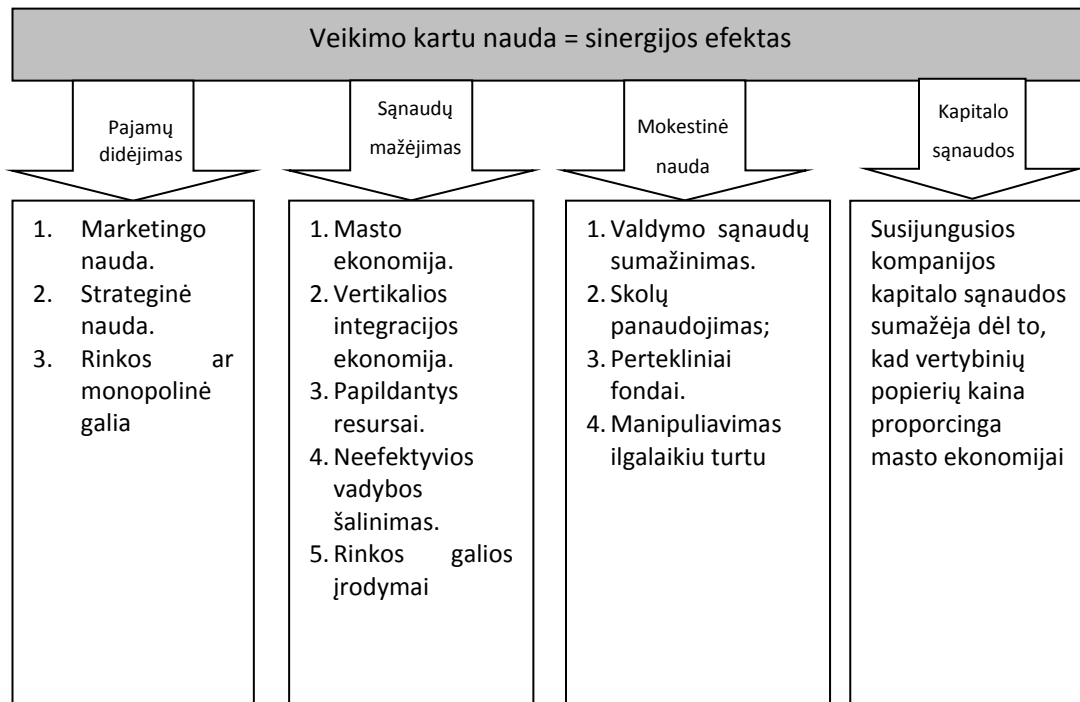 Veikimo kartu nauda = sinergijos efektas
Pajamų
didėjimas
Sąnaudų
mažėjimas
Mokestinė
nauda
Kapitalo
sąnaudos
1. Marketingo
nauda.
2. Strateginė
nauda.
3. Rinkos ar
monopolinė
galia
1. Masto
ekonomija.
2. Vertikalios
integracijos
ekonomija.
3. Papildantys
resursai.
4. Neefektyvios
vadybos
šalinimas.
5. Rinkos galios
įrodymai
1. Valdymo sąnaudų
sumažinimas.
2. Skolų
panaudojimas;
3. Pertekliniai
fondai.
4. Manipuliavimas
ilgalaikiu turtu
Susijungusios
kompanijos
kapitalo sąnaudos
sumažėja dėl to,
kad vertybinių
popierių kaina
proporcinga
masto ekonomijai